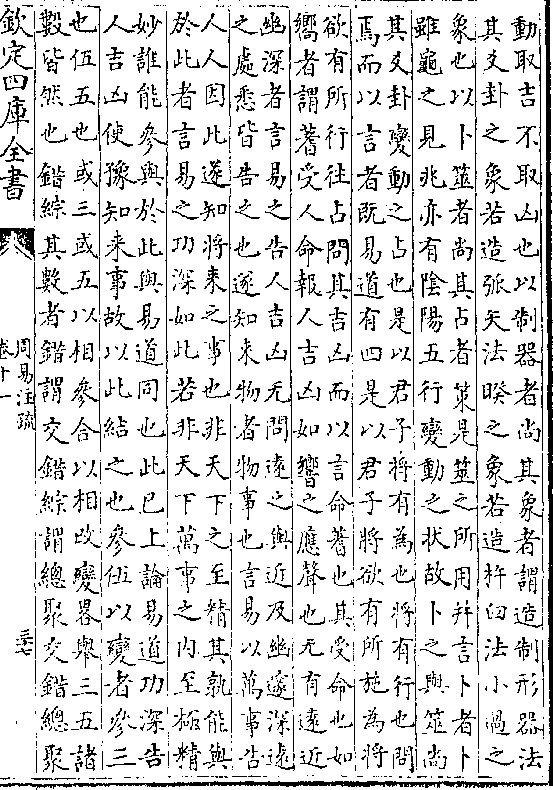 動取吉不取凶也以制器者尚其象者謂造制形器法
其爻卦之象若造弧矢法睽之象若造杵臼法小過之
象也以卜筮者尚其占者策是筮之所用并言卜者卜
雖龜之見兆亦有陰陽五行變動之狀故卜之與筮尚
其爻卦變動之占也是以君子將有為也將有行也問
焉而以言者既易道有四是以君子將欲有所施為將
欲有所行往占問其吉凶而以言命蓍也其受命也如
嚮者謂蓍受人命報人吉凶如響之應聲也无有遠近
幽深者言易之告人吉凶无問遠之與近及幽邃深遠
之處悉皆告之也遂知來物者物事也言易以萬事告
人人因此遂知將來之事也非天下之至精其孰能與
於此者言易之功深如此若非天下萬事之内至極精
妙誰能參與於此與易道同也此已上論易道功深告
人吉凶使豫知來事故以此結之也參伍以變者參三
也伍五也或三或五以相參合以相改變畧舉三五諸
數皆然也錯綜其數者錯謂交錯綜謂總聚交錯總聚
欽定四庫全書
周易注疏
卷十一
三十七